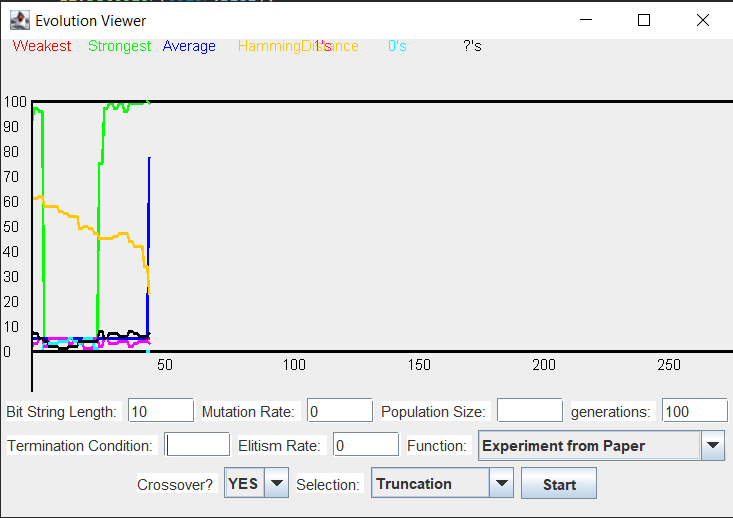 Evolution Viewer
Weakest Strongest Average HammingDistance 1's 0's ?'s
100
90
80
70
60
50
40
30
20
10
0
50 100 150 200 250
Bit String Length: 10 Mutation Rate: 0 Population Size: generations: 100
Termination Condition: Elitism Rate: 0 Function: Experiment from Paper
Crossover? YES Selection: Truncation Start